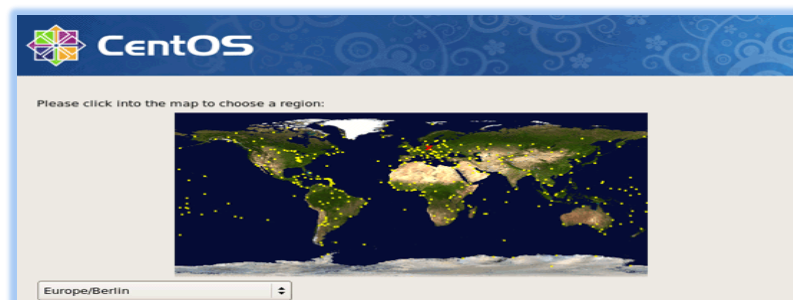 CentOS
Please click into the map to choose a region:
Europe/Berlin